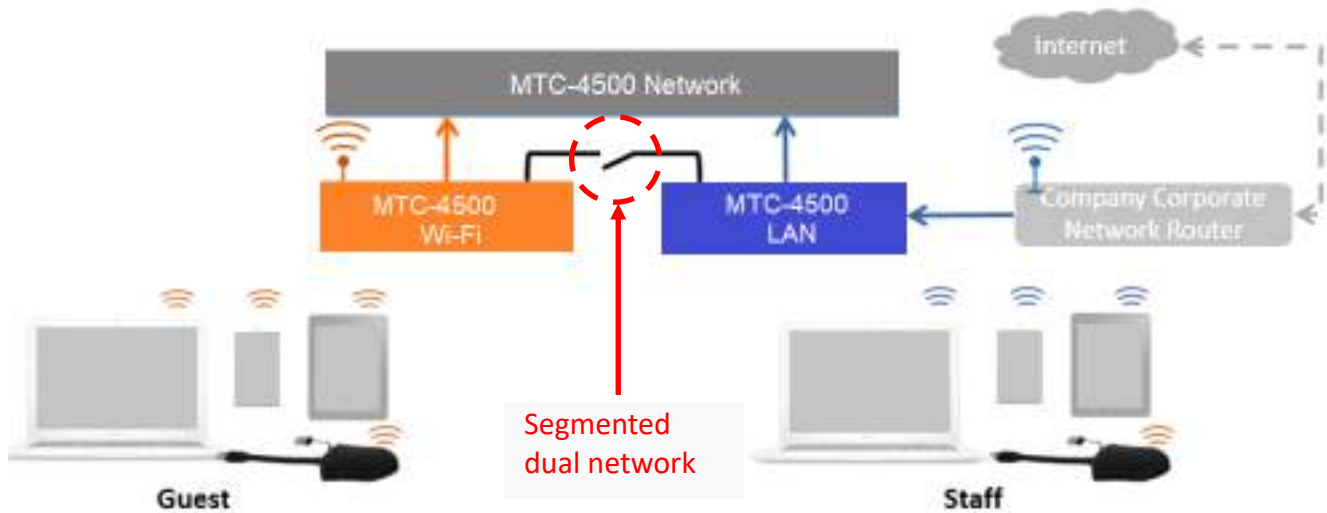 Internet
MTC-4500 Network
MTC-4500
Wi-Fi
MTC-4500
LAN
Company Corporate
Network Router
Segmented
dual network
Guest
Staff